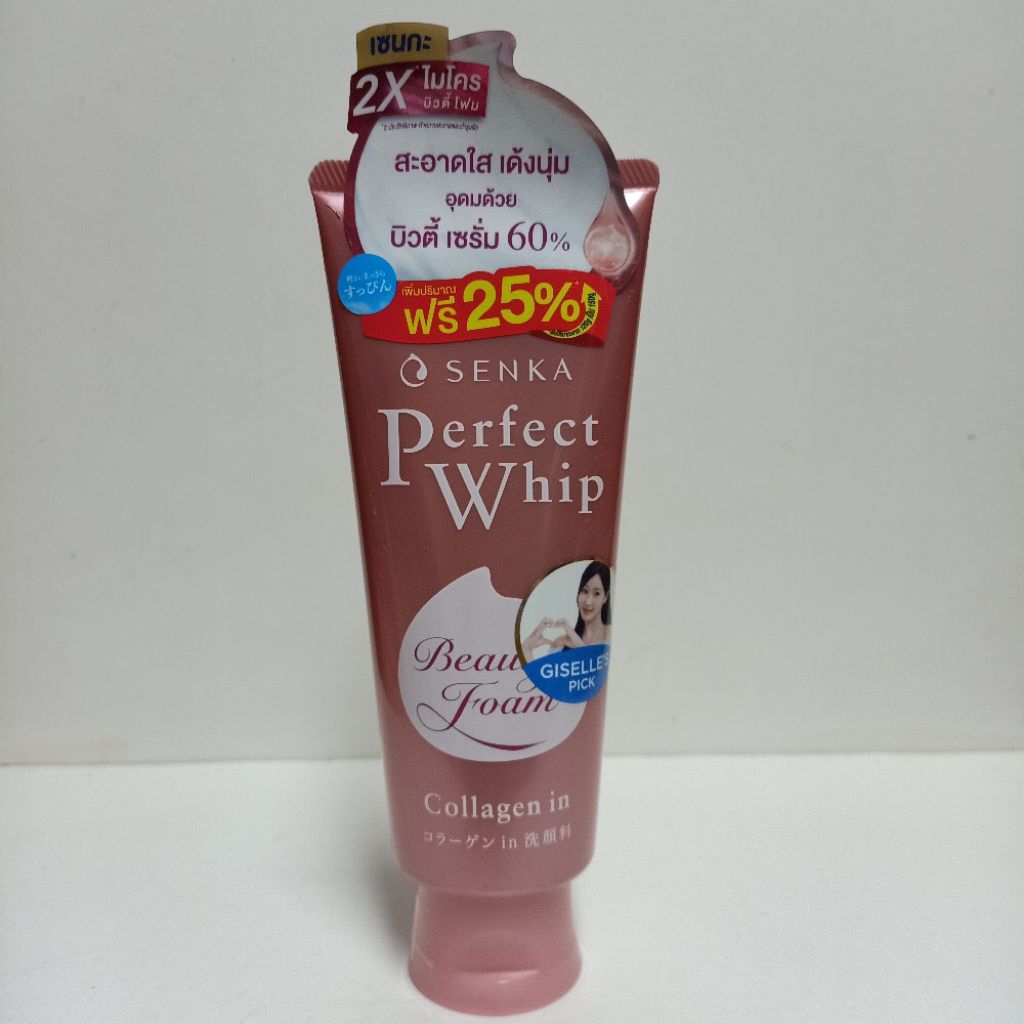 เซนกะ
2X ไมโคร
บิวตี้ โฟม
สะอาดใส เด้งนุ่ม
อุดมด้วย
บิวตี้ เซรั่ม 60%
すっぴん
เพิ่มปริมาณ
ฟรี 25%
SENKA
Perfect
Whip
Beauty
Foam
GISELLE'S
PICK
Collagen in
コラーゲン in 洗顔料